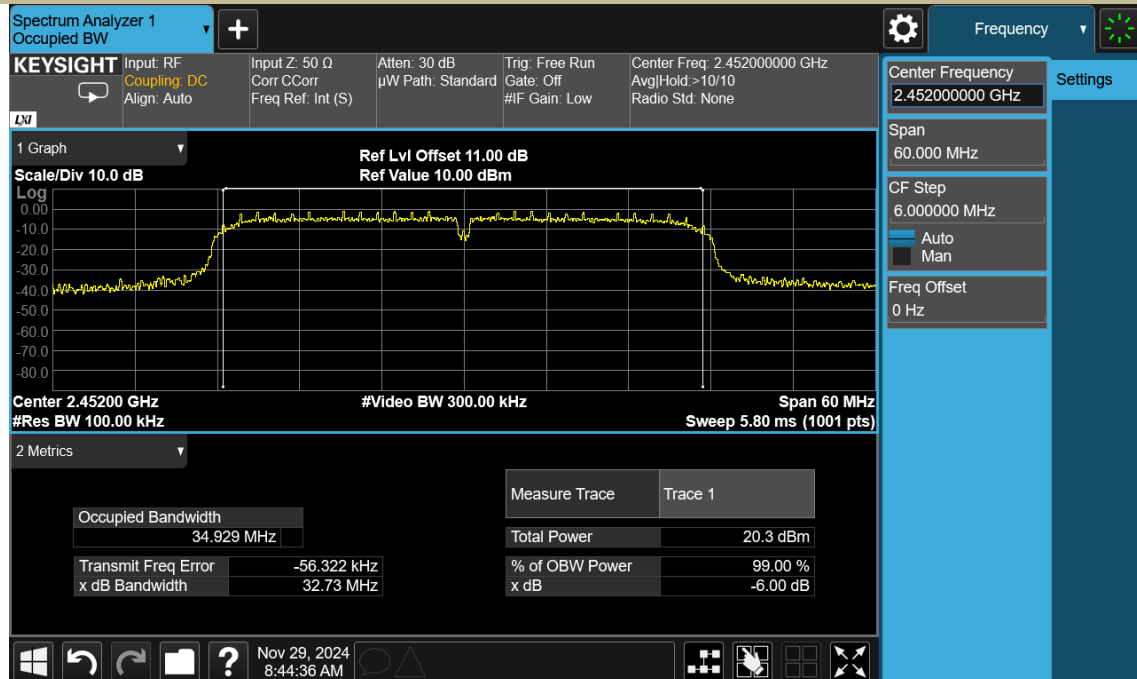 Spectrum Analyzer 1
Occupied BW
Frequency
KEYSIGHT
LXI
Input: RF
Coupling: DC
Align: Auto
Input Z: 50 Ω
Corr CCorr
Freq Ref: Int (S)
Atten: 30 dB
µW Path: Standard
Trig: Free Run
Gate: Off
#IF Gain: Low
Center Freq: 2.452000000 GHz
Avg|Hold:>10/10
Radio Std: None
Center Frequency
2.452000000 GHz
Settings
Span
60.000 MHz
CF Step
6.000000 MHz
Auto
Man
Freq Offset
0 Hz
1 Graph
Scale/Div 10.0 dB
Ref Lvl Offset 11.00 dB
Ref Value 10.00 dBm
Log
0.00
-10.0
-20.0
-30.0
-40.0
-50.0
-60.0
-70.0
-80.0
Center 2.45200 GHz
#Video BW 300.00 kHz
Span 60 MHz
#Res BW 100.00 kHz
Sweep 5.80 ms (1001 pts)
2 Metrics
Measure Trace
Trace 1
Occupied Bandwidth
34.929 MHz
Total Power
20.3 dBm
Transmit Freq Error
-56.322 kHz
% of OBW Power
99.00 %
x dB Bandwidth
32.73 MHz
x dB
-6.00 dB
Nov 29, 2024
8:44:36 AM